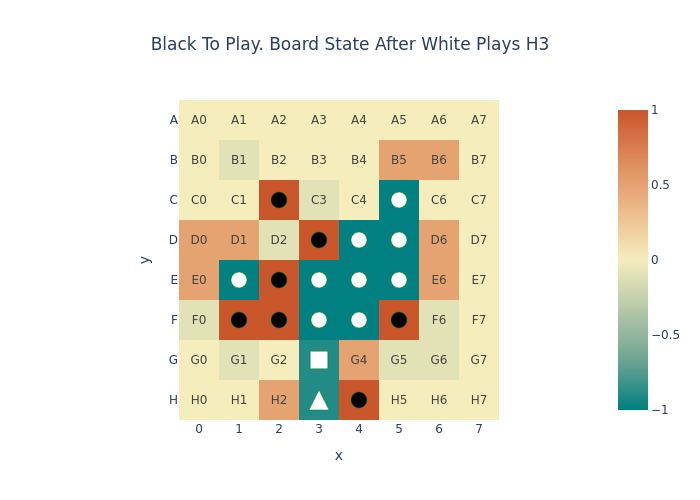 Black To Play. Board State After White Plays H3
A A0 A1 A2 A3 A4 A5 A6 A7
B B0 B1 B2 B3 B4 B5 B6 B7
C C0 C1 C3 C4 C6 C7
D D0 D1 D2 D6 D7
E E0 E6 E7
F F0 F6 F7
G G0 G1 G2 G4 G5 G6 G7
H H0 H1 H2 H5 H6 H7
0 1 2 3 4 5 6 7
x
y
1
0.5
0
−0.5
−1